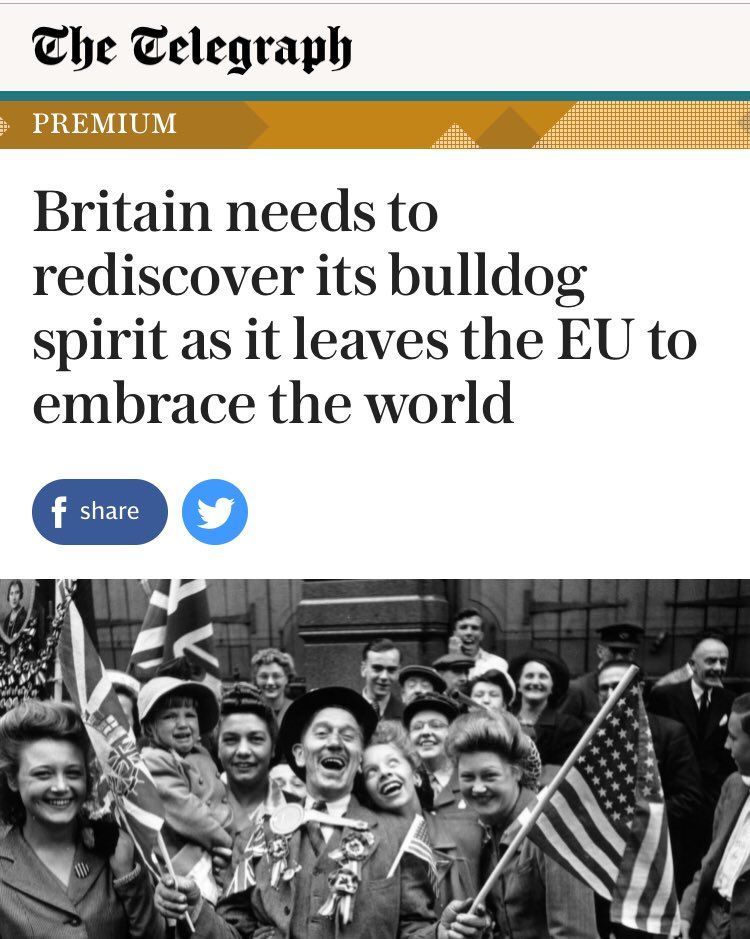 The Telegraph
PREMIUM
Britain needs to
rediscover its bulldog
spirit as it leaves the EU to
embrace the world
f share